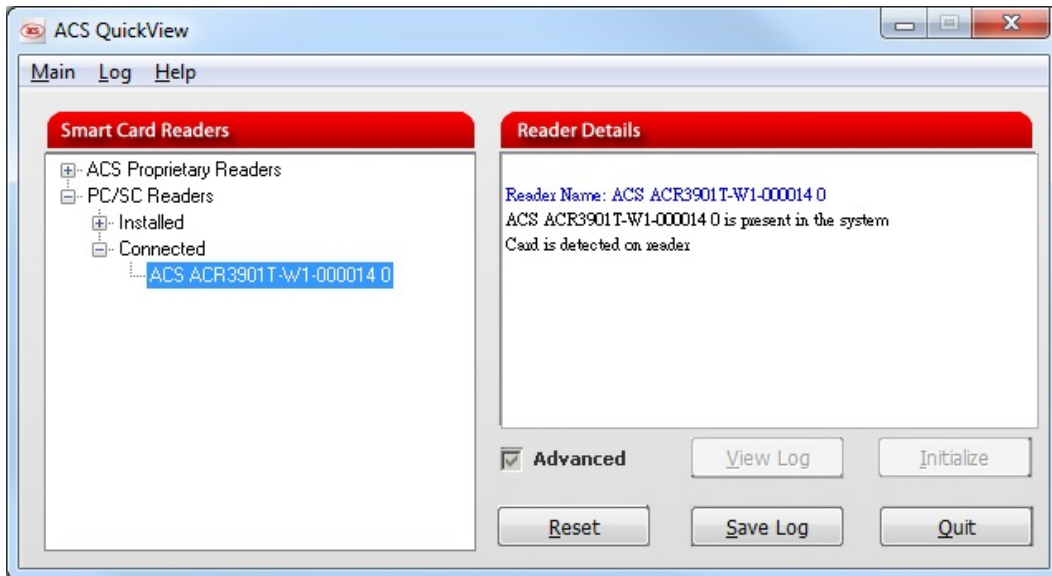 ACS QuickView
Main Log Help
Smart Card Readers
ACS Proprietary Readers
PC/SC Readers
Installed
Connected
ACS ACR3901T-W1-000014 0
Reader Details
Reader Name: ACS ACR3901T-W1-000014 0
ACS ACR3901T-W1-000014 0 is present in the system
Card is detected on reader
Advanced
View Log
Initialize
Reset
Save Log
Quit